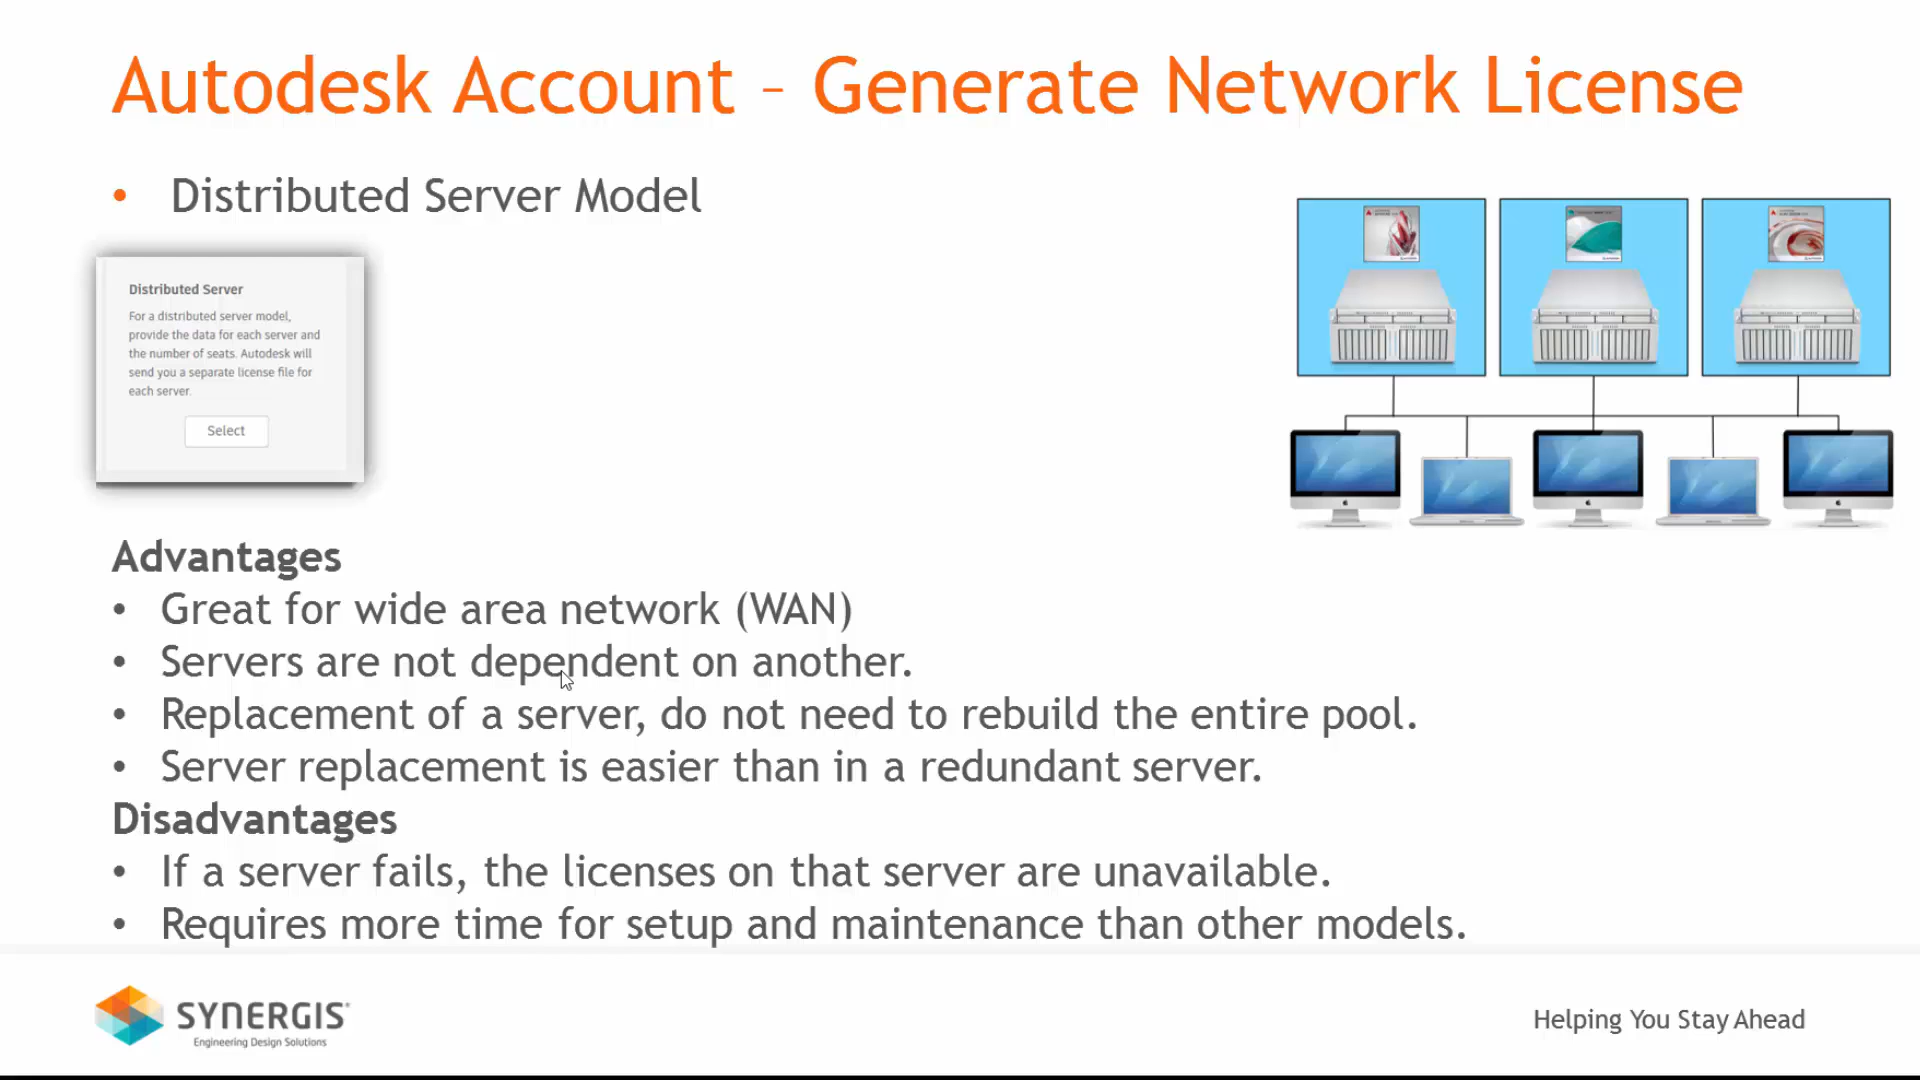 Autodesk Account – Generate Network License
• Distributed Server Model
Distributed Server
For a distributed server model,
provide the data for each server and
the number of seats. Autodesk will
send you a separate license file for
each server.
Select
Advantages
• Great for wide area network (WAN)
• Servers are not dependent on another.
• Replacement of a server, do not need to rebuild the entire pool.
• Server replacement is easier than in a redundant server.
Disadvantages
• If a server fails, the licenses on that server are unavailable.
• Requires more time for setup and maintenance than other models.
SYNERGIS
Engineering Design Solutions
Helping You Stay Ahead